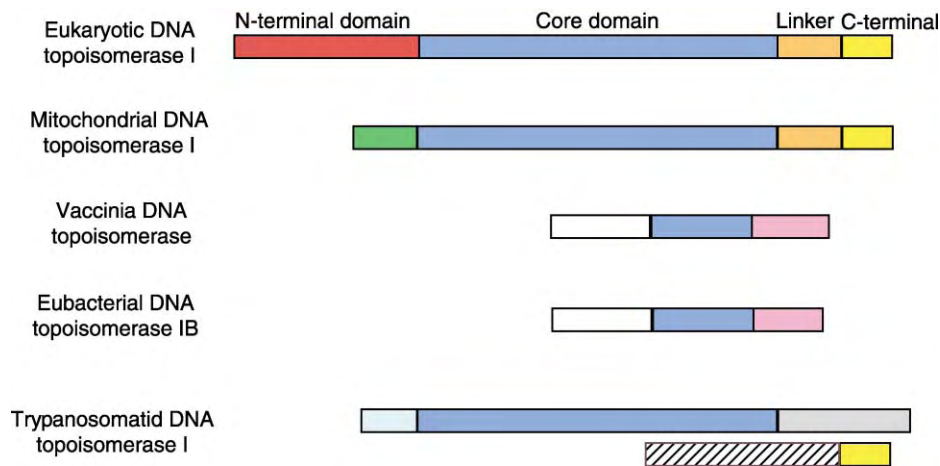 N-terminal domain Core domain Linker C-terminal
Eukaryotic DNA
topoisomerase I
Mitochondrial DNA
topoisomerase I
Vaccinia DNA
topoisomerase
Eubacterial DNA
topoisomerase IB
Trypanosomatid DNA
topoisomerase I